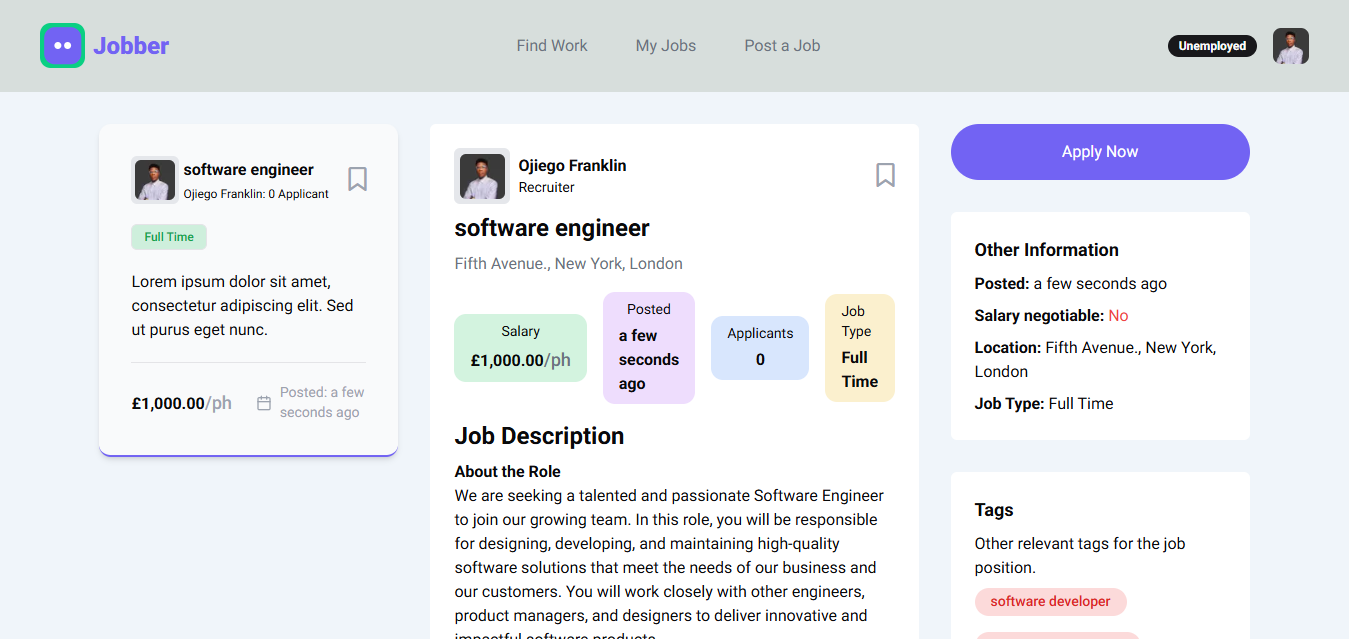 Jobber
Find Work
My Jobs
Post a Job
Unemployed
software engineer
Ojiego Franklin: 0 Applicant
Full Time
Lorem ipsum dolor sit amet,
consectetur adipiscing elit. Sed
ut purus eget nunc.
£1,000.00/ph
Posted: a few
seconds ago
Ojiego Franklin
Recruiter
software engineer
Fifth Avenue., New York, London
Salary
£1,000.00/ph
Posted
a few
seconds
ago
Applicants
0
Job
Type
Full
Time
Job Description
About the Role
We are seeking a talented and passionate Software Engineer
to join our growing team. In this role, you will be responsible
for designing, developing, and maintaining high-quality
software solutions that meet the needs of our business and
our customers. You will work closely with other engineers,
product managers, and designers to deliver innovative and
impactful software products.
Apply Now
Other Information
Posted: a few seconds ago
Salary negotiable: No
Location: Fifth Avenue., New York,
London
Job Type: Full Time
Tags
Other relevant tags for the job
position.
software developer